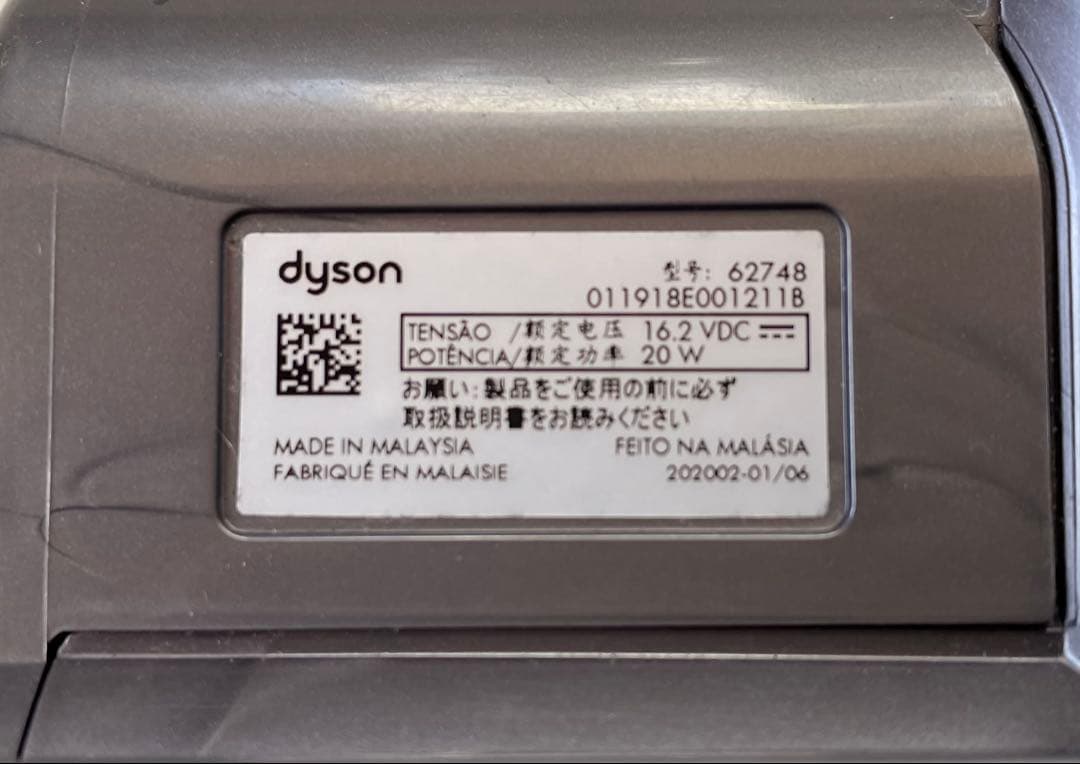 dyson
型号: 62748
011918E001211B
TENSÃO /额定电压 16.2 VDC ⎓
POTÊNCIA/额定功率 20 W
お願い:製品をご使用の前に必ず
取扱説明書をお読みください
MADE IN MALAYSIA FEITO NA MALÁSIA
FABRIQUÉ EN MALAISIE 202002-01/06